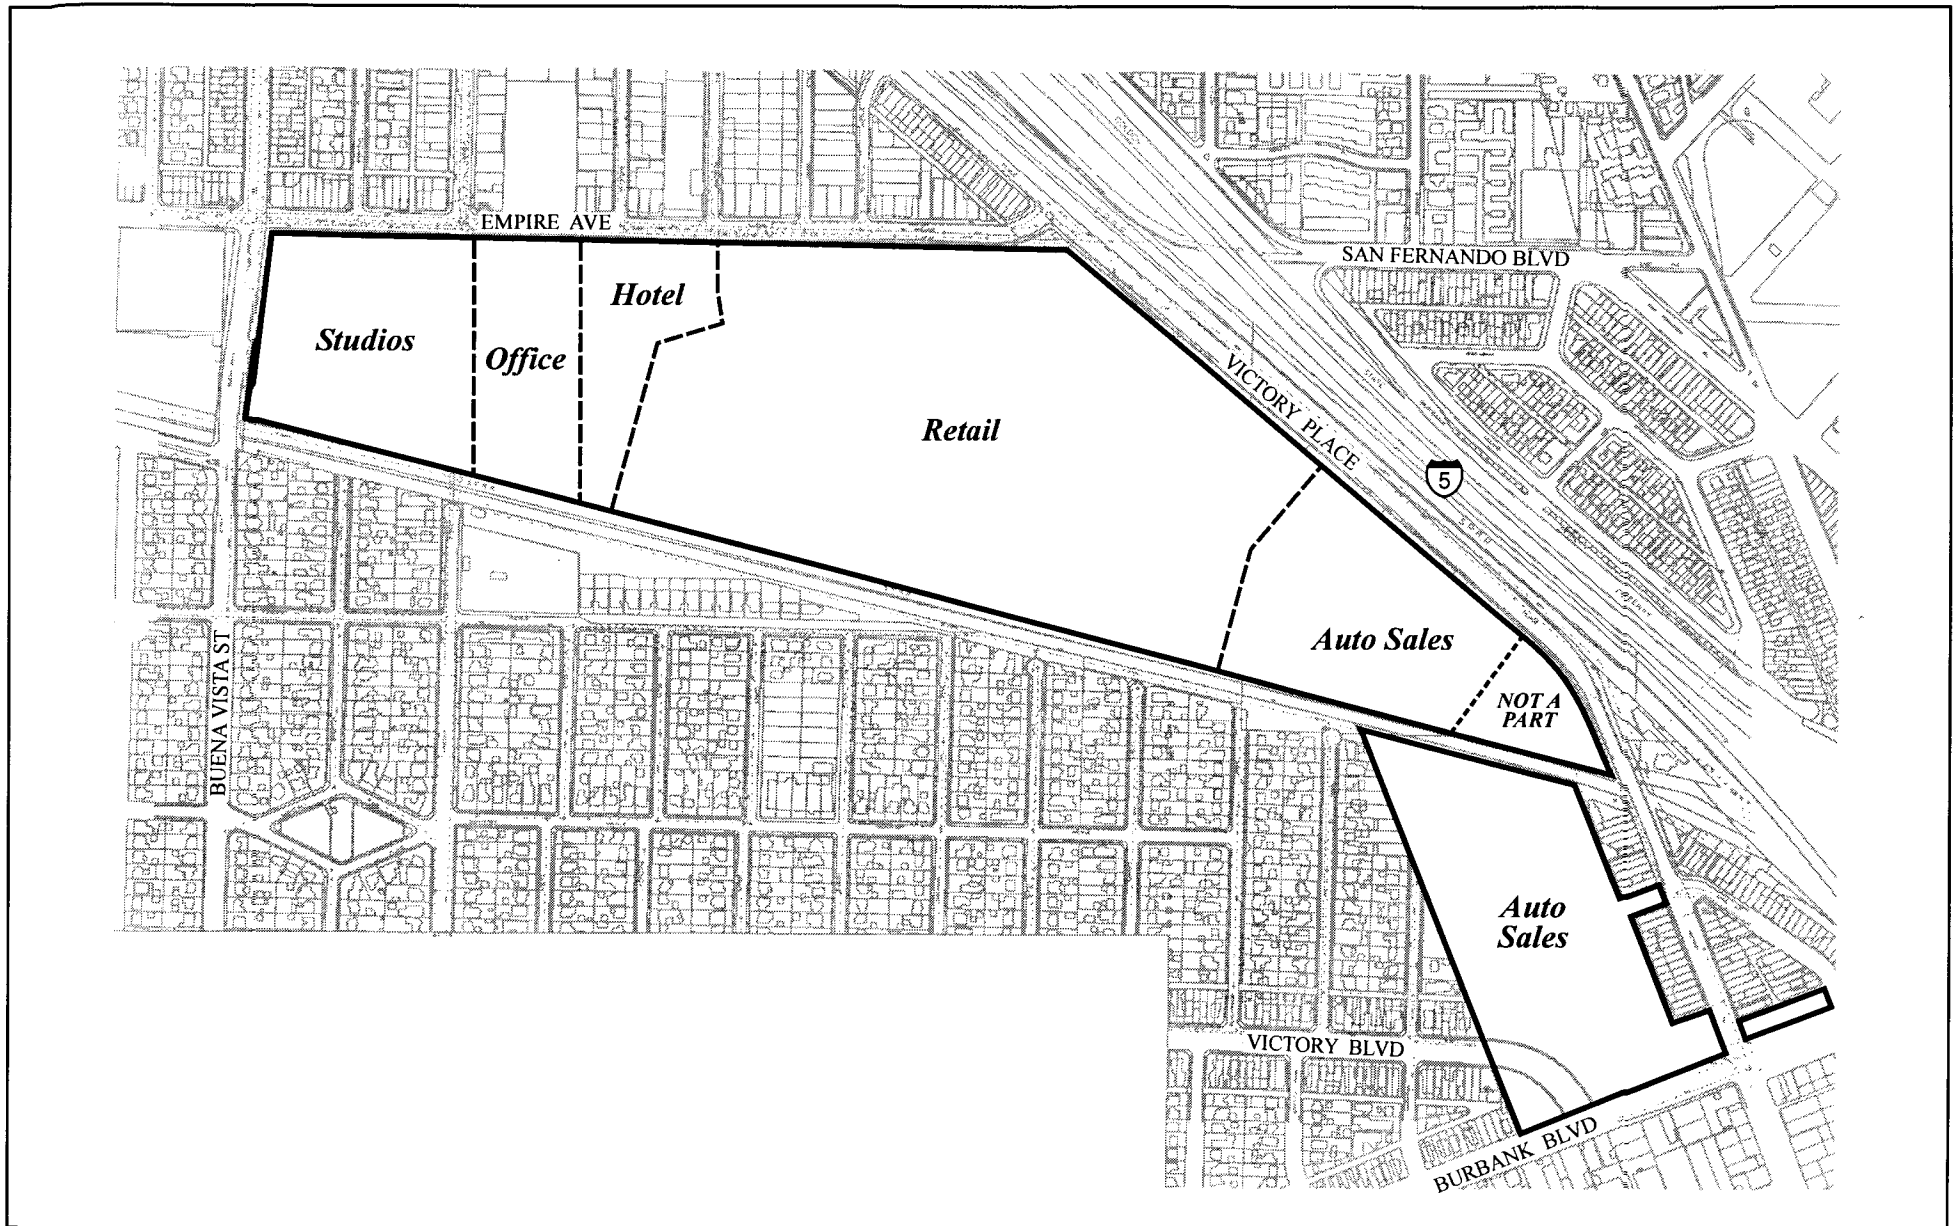 EMPIRE AVE
SAN FERNANDO BLVD
Hotel
Studios
Office
VICTORY PLACE
Retail
5
Auto Sales
NOT A
PART
BUENA VISTA ST
Auto
Sales
VICTORY BLVD
BURBANK BLVD